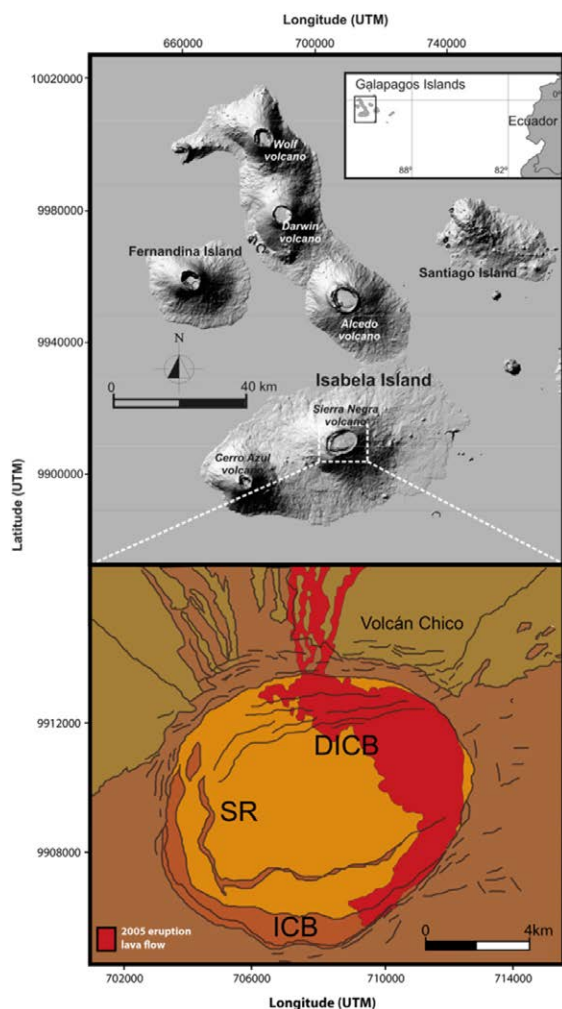 Longitude (UTM)
660000 700000 740000
10020000
9980000
9940000
9900000
Latitude (UTM)
Galapagos Islands
Ecuador
0°
88° 82°
Wolf
volcano
Darwin
volcano
Fernandina Island
Santiago Island
Alcedo
volcano
N
0 40 km
Isabela Island
Sierra Negra
volcano
Cerro Azul
volcano
Volcán Chico
9912000
DICB
SR
9908000
ICB
2005 eruption
lava flow
0 4km
702000 706000 710000 714000
Longitude (UTM)